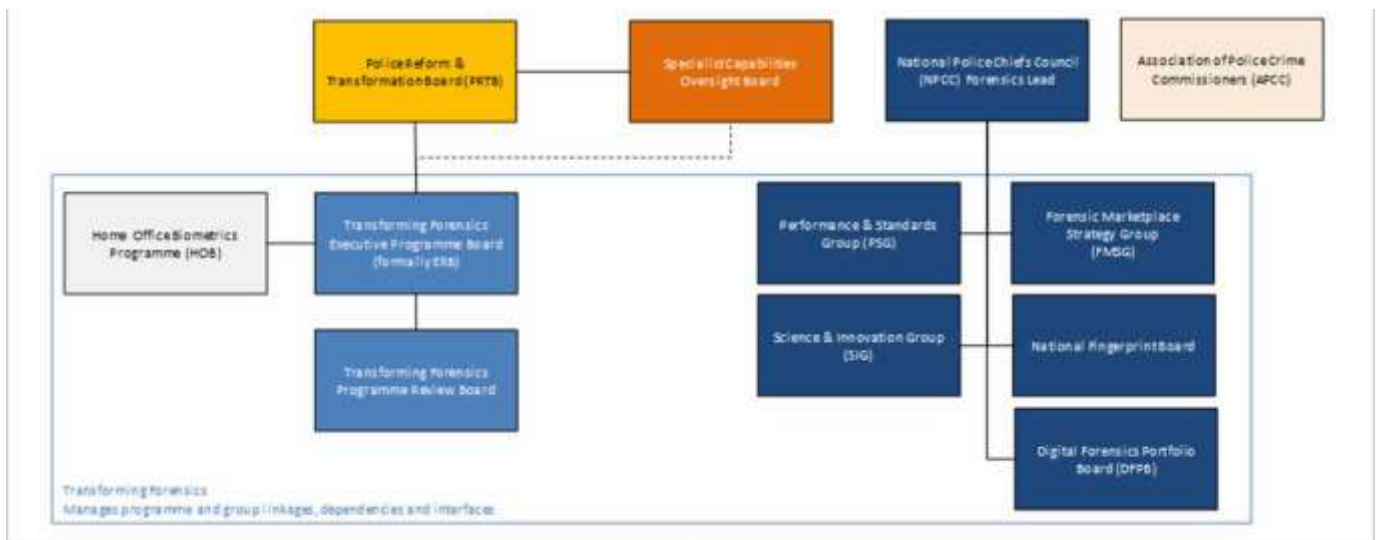 Police Reform &
Transformation Board (PRTB)
Specialist Capabilities
Oversight Board
National Police Chiefs Council
(NPCC) Forensics Lead
Association of Police Crime
Commissioners (APCC)
Home Office Biometrics
Programme (HOB)
Transforming Forensics
Executive Programme Board
(formally ERB)
Performance & Standards
Group (PSG)
Forensic Marketplace
Strategy Group
(FMSG)
Transforming Forensics
Programme Review Board
Science & Innovation Group
(SIG)
National Fingerprint Board
Digital Forensics Portfolio
Board (DFPB)
Transforming Forensics
Manages programme and group linkages, dependencies and interfaces